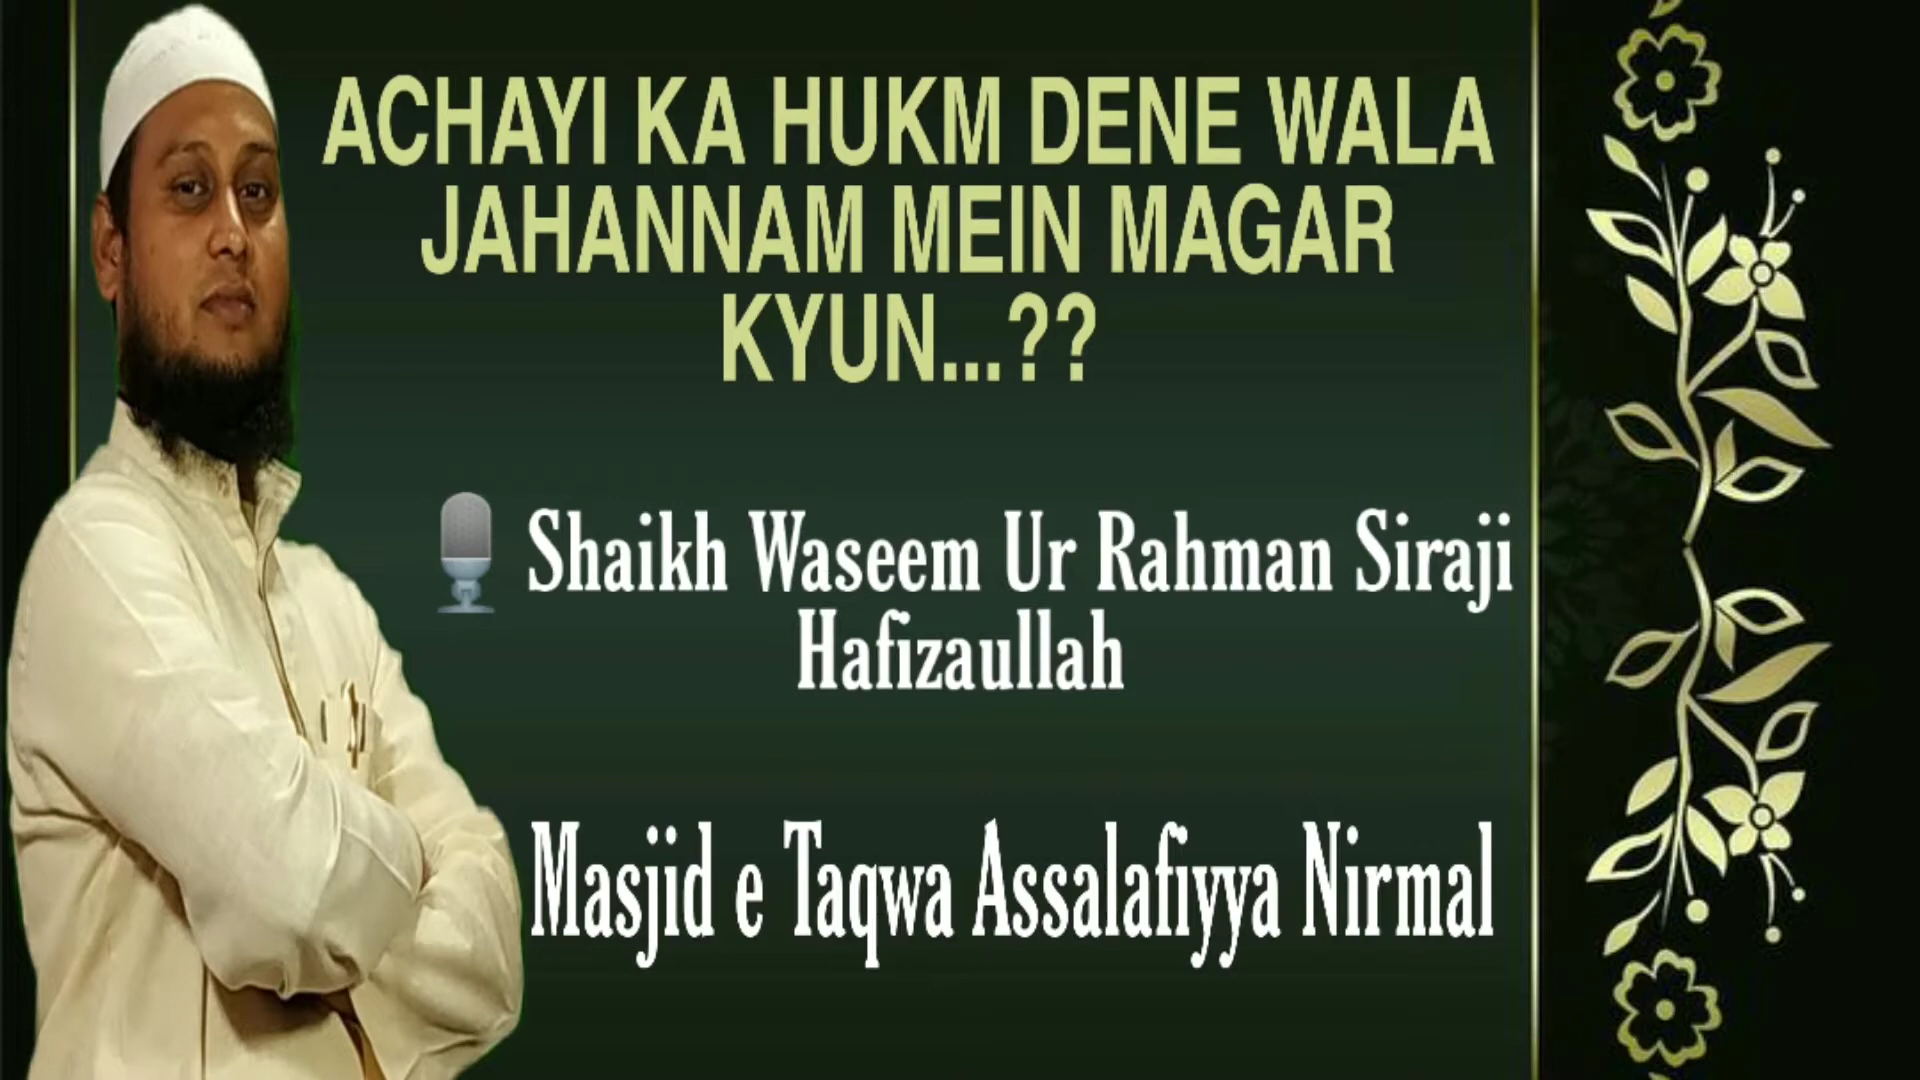 ACHAYI KA HUKM DENE WALA
JAHANNAM MEIN MAGAR
KYUN...??
Shaikh Waseem Ur Rahman Siraji
Hafizaullah
Masjid e Taqwa Assalafiyya Nirmal